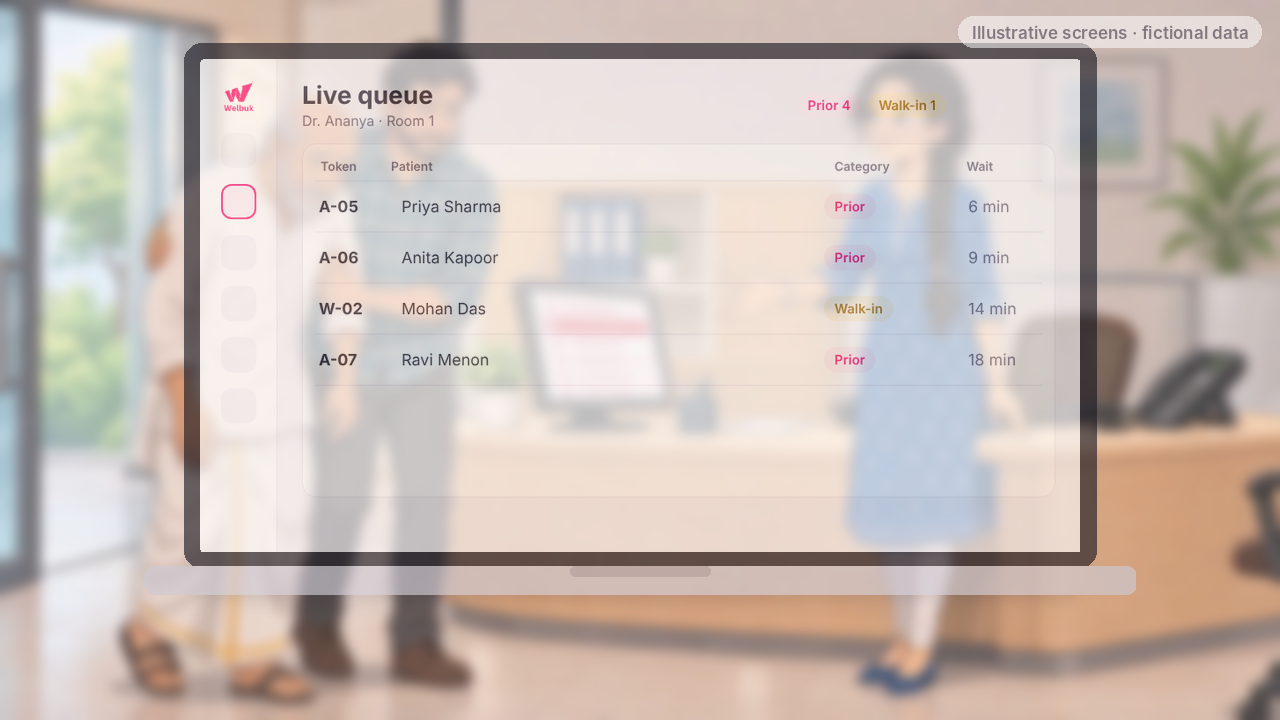 Illustrative screens · fictional data
Welbuk
Live queue
Dr. Ananya · Room 1
Prior 4
Walk-in 1
Token Patient Category Wait
A-05 Priya Sharma Prior 6 min
A-06 Anita Kapoor Prior 9 min
W-02 Mohan Das Walk-in 14 min
A-07 Ravi Menon Prior 18 min